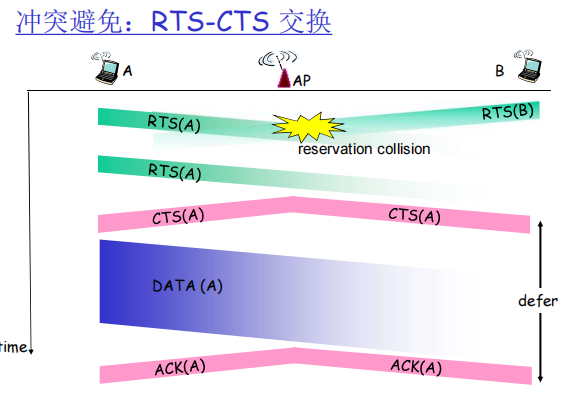 冲突避免：RTS-CTS 交换
A
AP
B
RTS(A)
RTS(B)
reservation collision
RTS(A)
CTS(A)
CTS(A)
DATA (A)
defer
time
ACK(A)
ACK(A)